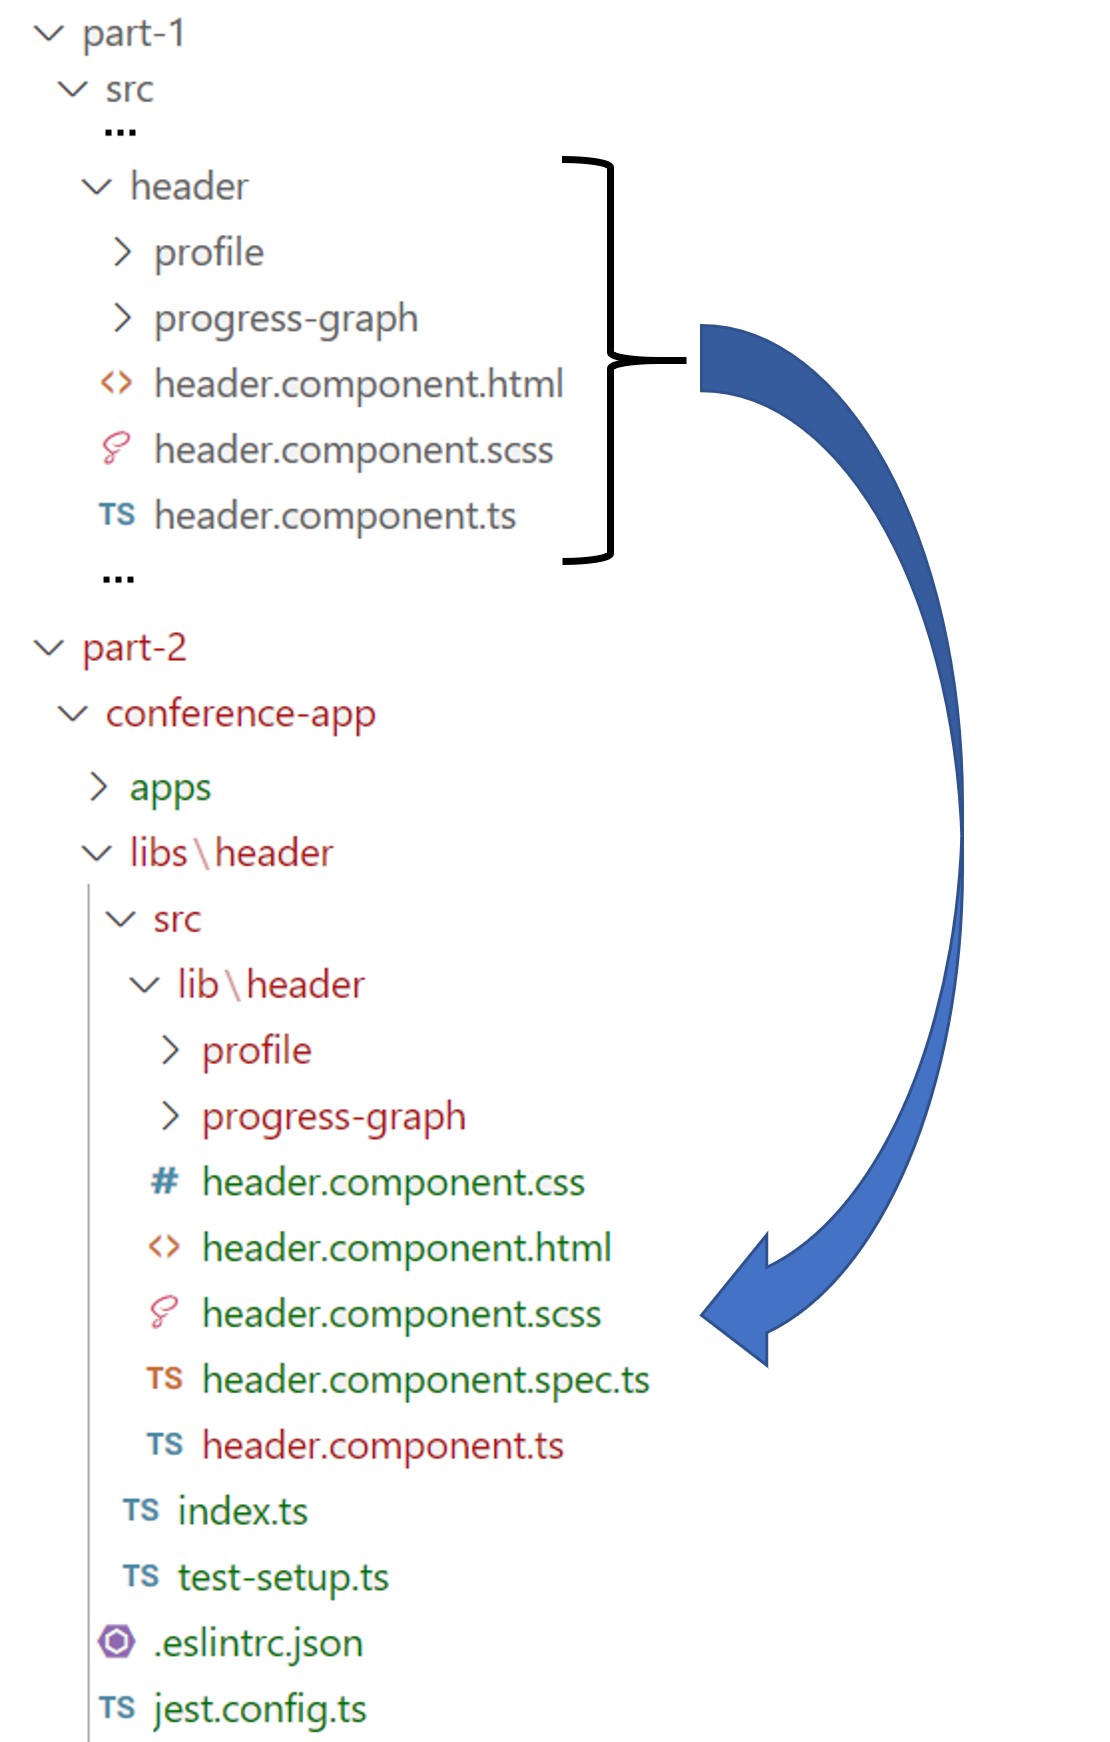 part-1
src
...
header
profile
progress-graph
<> header.component.html
header.component.scss
TS header.component.ts
...
part-2
conference-app
apps
libs\header
src
lib\header
profile
progress-graph
# header.component.css
<> header.component.html
header.component.scss
TS header.component.spec.ts
TS header.component.ts
TS index.ts
TS test-setup.ts
.eslintrc.json
TS jest.config.ts